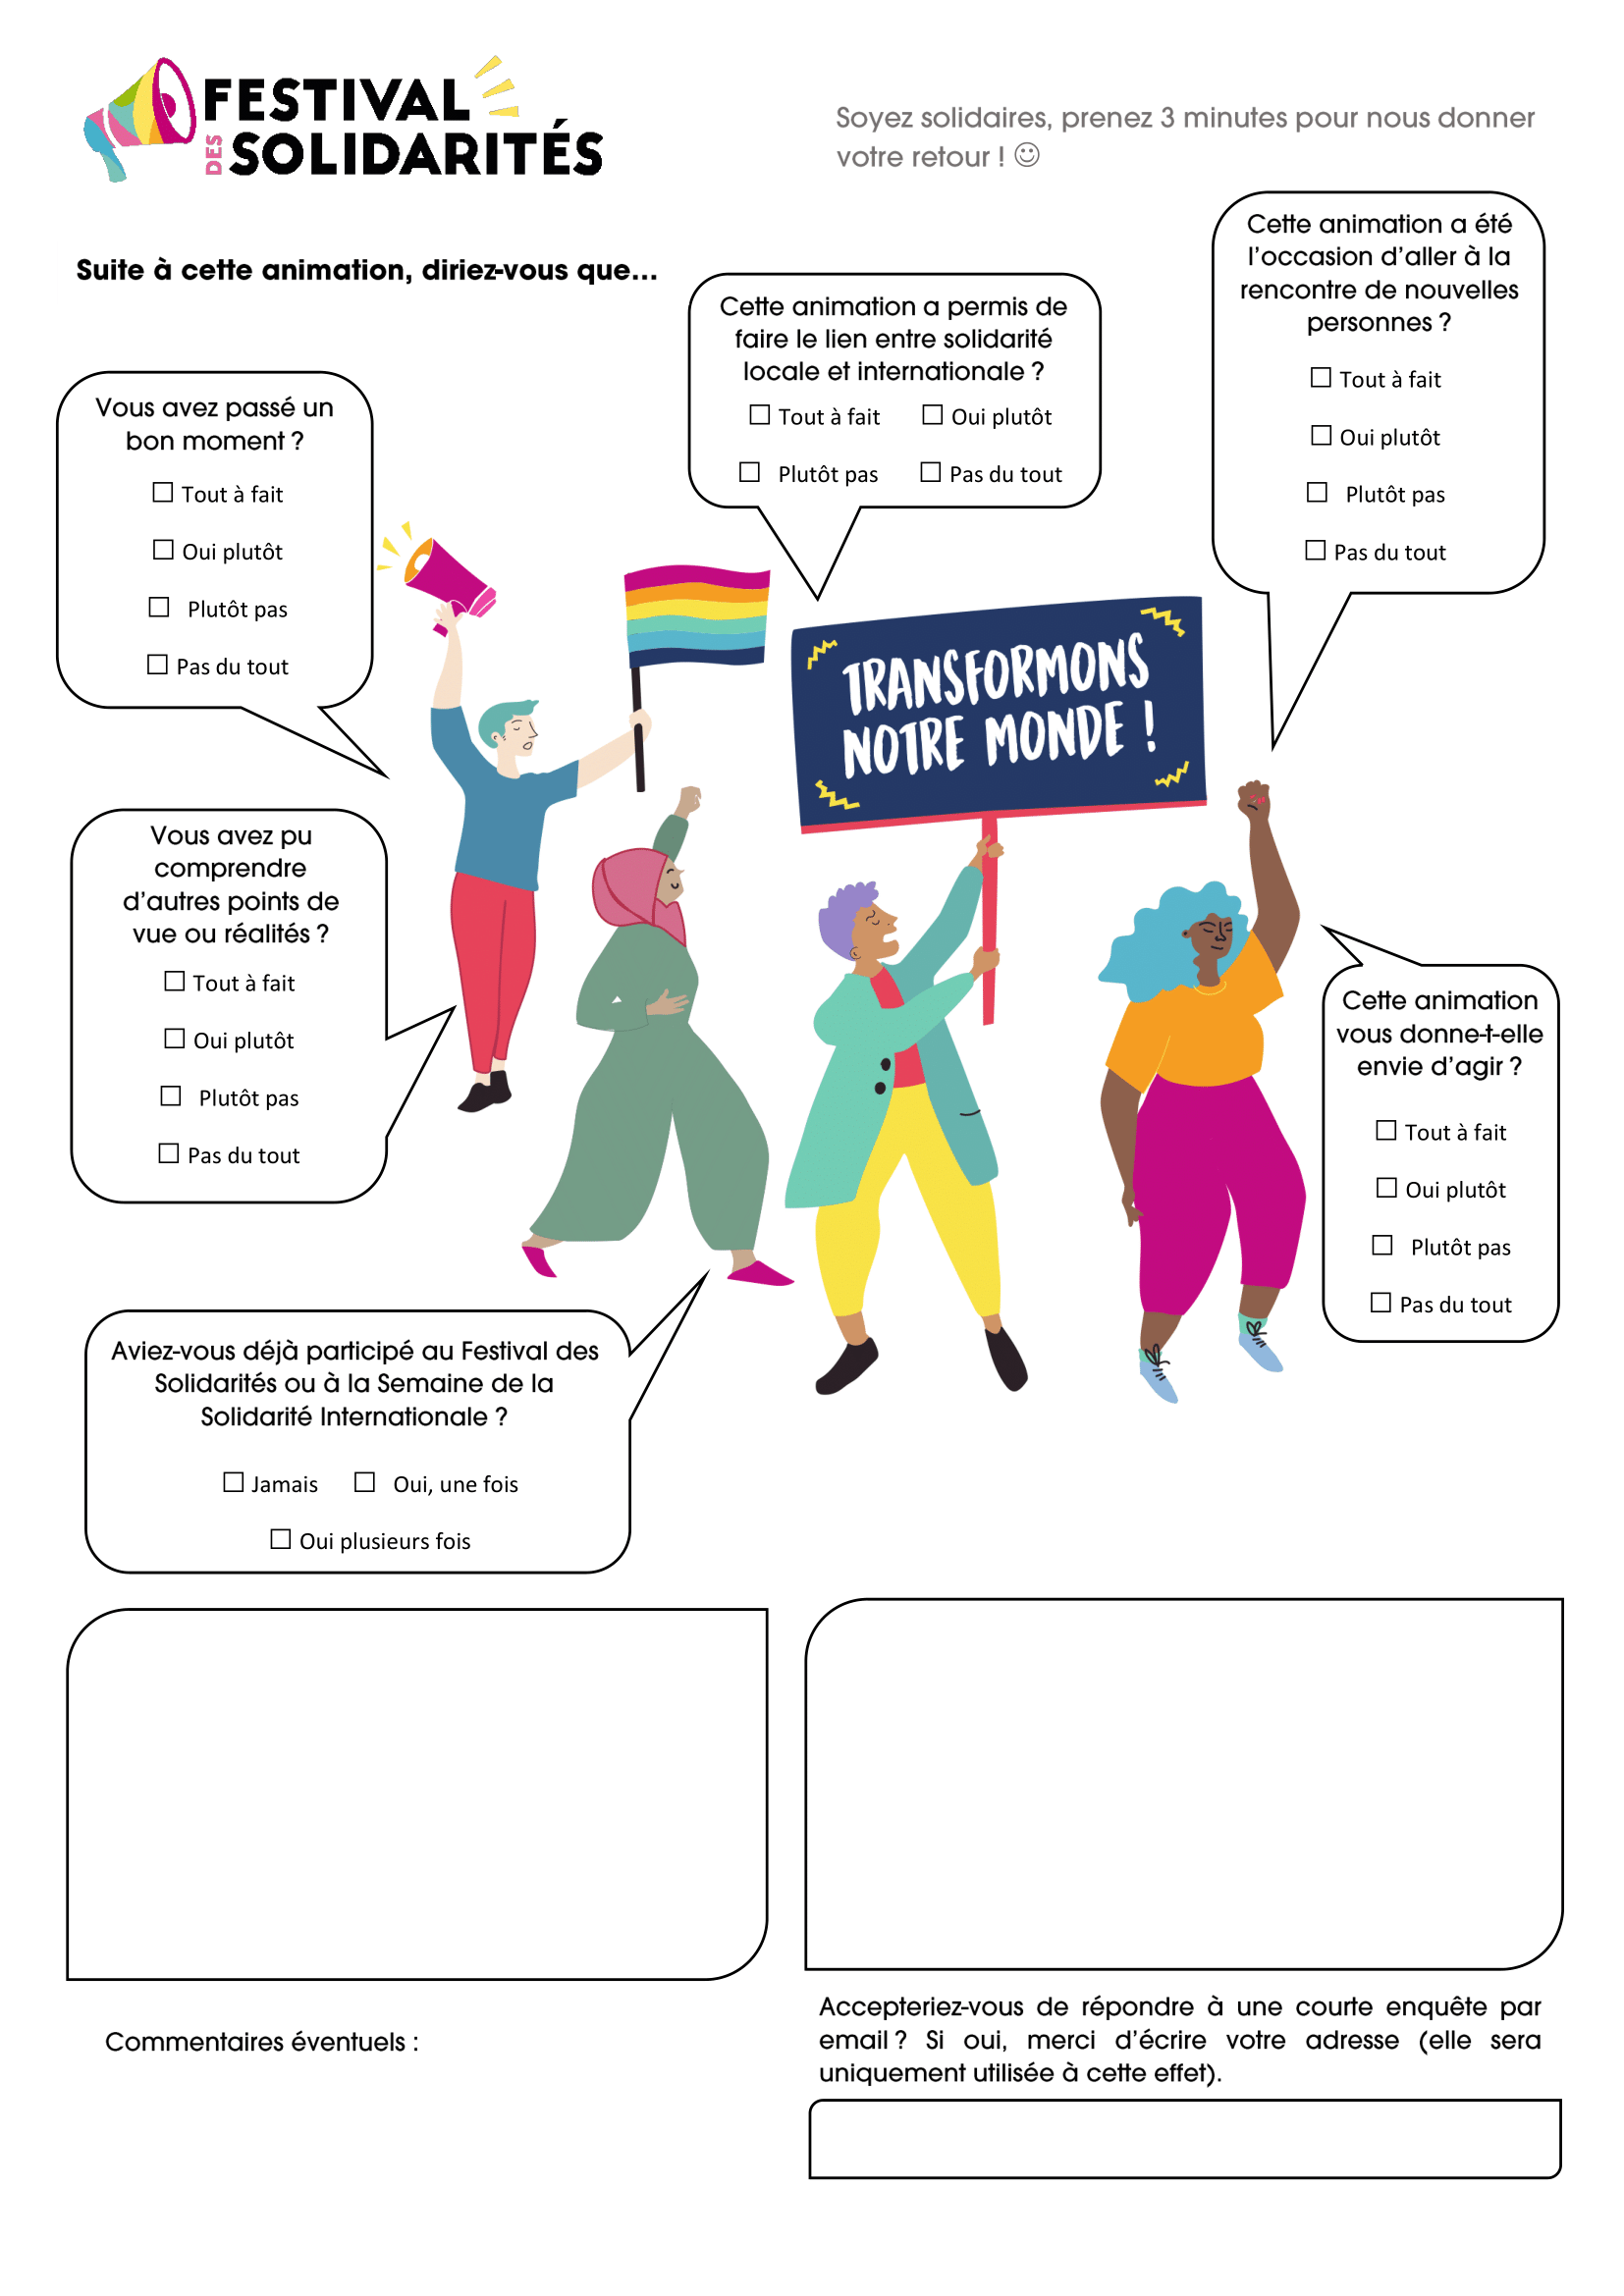 FESTIVAL
DES SOLIDARITÉS
Soyez solidaires, prenez 3 minutes pour nous donner
votre retour ! ☺
Suite à cette animation, diriez-vous que...
Vous avez passé un
bon moment ?
☐ Tout à fait
☐ Oui plutôt
☐ Plutôt pas
☐ Pas du tout
Cette animation a permis de
faire le lien entre solidarité
locale et internationale ?
☐ Tout à fait ☐ Oui plutôt
☐ Plutôt pas ☐ Pas du tout
Cette animation a été
l'occasion d'aller à la
rencontre de nouvelles
personnes ?
☐ Tout à fait
☐ Oui plutôt
☐ Plutôt pas
☐ Pas du tout
TRANSFORMONS
NOTRE MONDE !
Vous avez pu
comprendre
d'autres points de
vue ou réalités ?
☐ Tout à fait
☐ Oui plutôt
☐ Plutôt pas
☐ Pas du tout
Cette animation
vous donne-t-elle
envie d'agir ?
☐ Tout à fait
☐ Oui plutôt
☐ Plutôt pas
☐ Pas du tout
Aviez-vous déjà participé au Festival des
Solidarités ou à la Semaine de la
Solidarité Internationale ?
☐ Jamais ☐ Oui, une fois
☐ Oui plusieurs fois
Commentaires éventuels :
Accepteriez-vous de répondre à une courte enquête par
email ? Si oui, merci d'écrire votre adresse (elle sera
uniquement utilisée à cette effet).